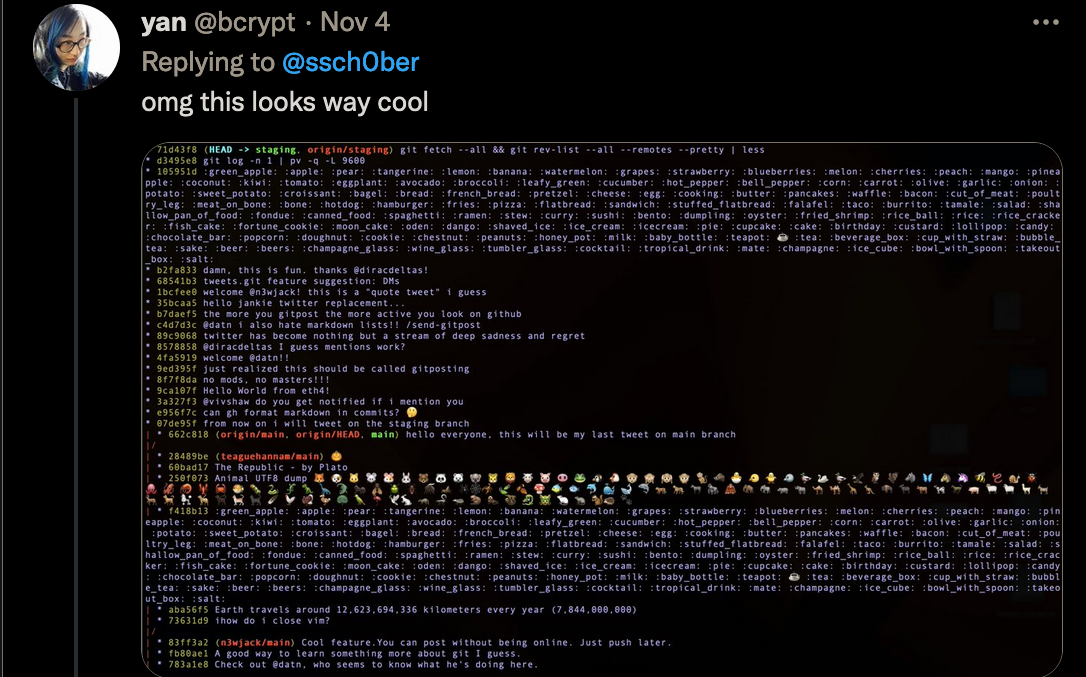 yan @bcrypt · Nov 4
Replying to @ssch0ber
omg this looks way cool
71d43f8 (HEAD -> staging, origin/staging) git fetch --all && git rev-list --all --remotes --pretty | less
* d3495e8 git log -n 1 | pv -q -L 9600
* 105951d :green_apple: :apple: :pear: :tangerine: :lemon: :banana: :watermelon: :grapes: :strawberry: :blueberries: :melon: :cherries: :peach: :mango: :pinea
pple: :coconut: :kiwi: :tomato: :eggplant: :avocado: :broccoli: :leafy_green: :cucumber: :hot_pepper: :bell_pepper: :corn: :carrot: :olive: :garlic: :onion: :
potato: :sweet_potato: :croissant: :bagel: :bread: :french_bread: :pretzel: :cheese: :egg: :cooking: :butter: :pancakes: :waffle: :bacon: :cut_of_meat: :poult
ry_leg: :meat_on_bone: :bone: :hotdog: :hamburger: :fries: :pizza: :flatbread: :sandwich: :stuffed_flatbread: :falafel: :taco: :burrito: :tamale: :salad: :sha
llow_pan_of_food: :fondue: :canned_food: :spaghetti: :ramen: :stew: :curry: :sushi: :bento: :dumpling: :oyster: :fried_shrimp: :rice_ball: :rice: :rice_cracke
r: :fish_cake: :fortune_cookie: :moon_cake: :oden: :dango: :shaved_ice: :ice_cream: :icecream: :pie: :cupcake: :cake: :birthday: :custard: :lollipop: :candy:
:chocolate_bar: :popcorn: :doughnut: :cookie: :chestnut: :peanuts: :honey_pot: :milk: :baby_bottle: :teapot: ☕ :tea: :beverage_box: :cup_with_straw: :bubble_
tea: :sake: :beer: :beers: :champagne_glass: :wine_glass: :tumbler_glass: :cocktail: :tropical_drink: :mate: :champagne: :ice_cube: :bowl_with_spoon: :takeout
_box: :salt:
* b2fa833 damn, this is fun. thanks @diracdeltas!
* 68541b3 tweets.git feature suggestion: DMs
* 1bcfee0 welcome @n3wjack! this is a "quote tweet" i guess
* 35bcaa5 hello jankie twitter replacement...
* b7daef5 the more you gitpost the more active you look on github
* c4d7d3c @datn i also hate markdown lists!! /send-gitpost
* 89c9068 twitter has become nothing but a stream of deep sadness and regret
* 8578858 @diracdeltas I guess mentions work?
* 4fa5919 welcome @datn!!
* 9ed395f just realized this should be called gitposting
* 8f7f8da no mods, no masters!!!
* 9ca107f Hello World from eth4!
* 3a327f3 @vivshaw do you get notified if i mention you
* e956f7c can gh format markdown in commits? 🤔
* 07de95f from now on i will tweet on the staging branch
| * 662c818 (origin/main, origin/HEAD, main) hello everyone, this will be my last tweet on main branch
|/
| * 28489be (teaguehannam/main) 🎃
| * 60bad17 The Republic - by Plato
| * 250f073 Animal UTF8 dump
| * f418b13 :green_apple: :apple: :pear: :tangerine: :lemon: :banana: :watermelon: :grapes: :strawberry: :blueberries: :melon: :cherries: :peach: :mango: :pin
eapple: :coconut: :kiwi: :tomato: :eggplant: :avocado: :broccoli: :leafy_green: :cucumber: :hot_pepper: :bell_pepper: :corn: :carrot: :olive: :garlic: :onion:
:potato: :sweet_potato: :croissant: :bagel: :bread: :french_bread: :pretzel: :cheese: :egg: :cooking: :butter: :pancakes: :waffle: :bacon: :cut_of_meat: :pou
ltry_leg: :meat_on_bone: :bone: :hotdog: :hamburger: :fries: :pizza: :flatbread: :sandwich: :stuffed_flatbread: :falafel: :taco: :burrito: :tamale: :salad: :s
hallow_pan_of_food: :fondue: :canned_food: :spaghetti: :ramen: :stew: :curry: :sushi: :bento: :dumpling: :oyster: :fried_shrimp: :rice_ball: :rice: :rice_crac
ker: :fish_cake: :fortune_cookie: :moon_cake: :oden: :dango: :shaved_ice: :ice_cream: :icecream: :pie: :cupcake: :cake: :birthday: :custard: :lollipop: :candy
: :chocolate_bar: :popcorn: :doughnut: :cookie: :chestnut: :peanuts: :honey_pot: :milk: :baby_bottle: :teapot: ☕ :tea: :beverage_box: :cup_with_straw: :bubbl
e_tea: :sake: :beer: :beers: :champagne_glass: :wine_glass: :tumbler_glass: :cocktail: :tropical_drink: :mate: :champagne: :ice_cube: :bowl_with_spoon: :takeo
ut_box: :salt:
| * aba56f5 Earth travels around 12,623,694,336 kilometers every year (7,844,000,000)
| * 73631d9 ihow do i close vim?
|/
| * 83ff3a2 (n3wjack/main) Cool feature.You can post without being online. Just push later.
| * fb80ae1 A good way to learn something more about git I guess.
| * 783a1e8 Check out @datn, who seems to know what he's doing here.